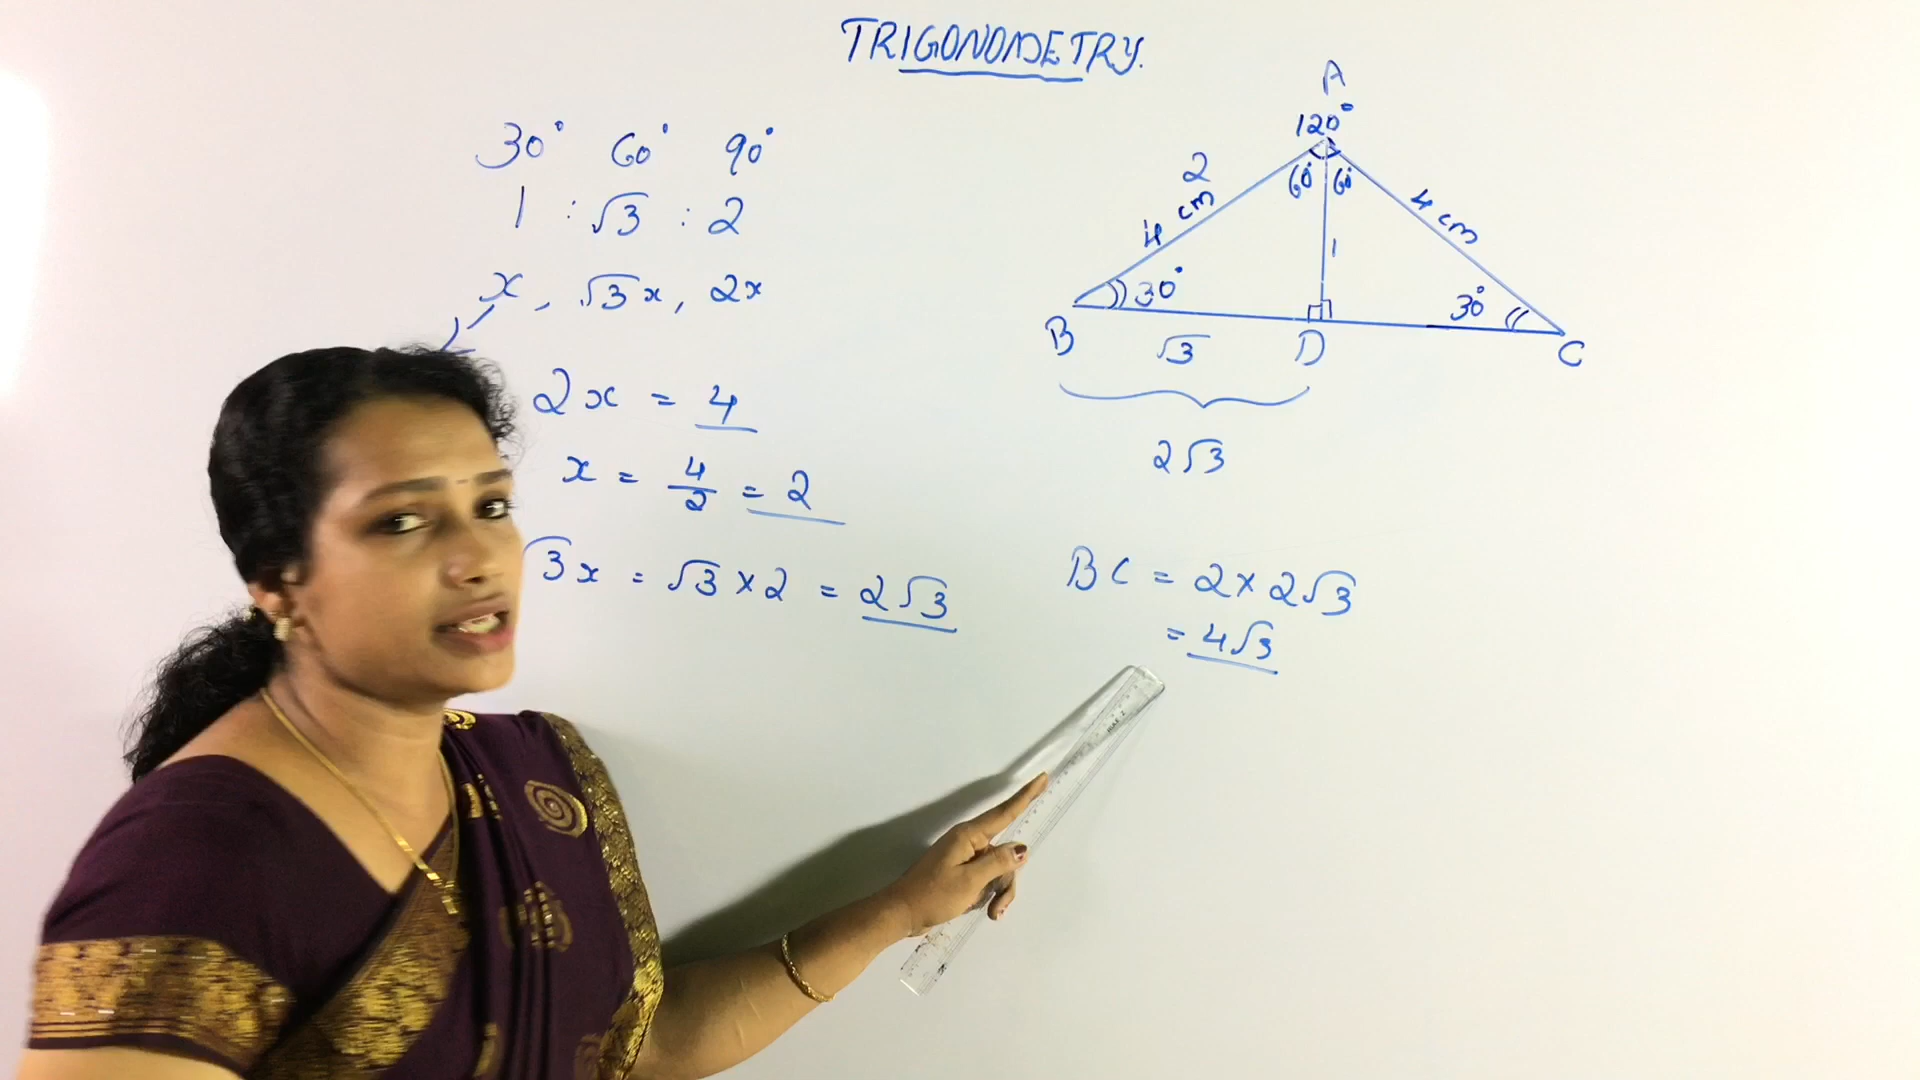 TRIGONOMETRY.
30° 60° 90°
1 : √3 : 2
x, √3x, 2x
2x = 4
x = 4/2 = 2
√3x = √3 × 2 = 2√3
A
120°
60° 60°
2
4 cm
4 cm
1
30°
30°
B
√3
D
C
2√3
BC = 2 × 2√3
= 4√3